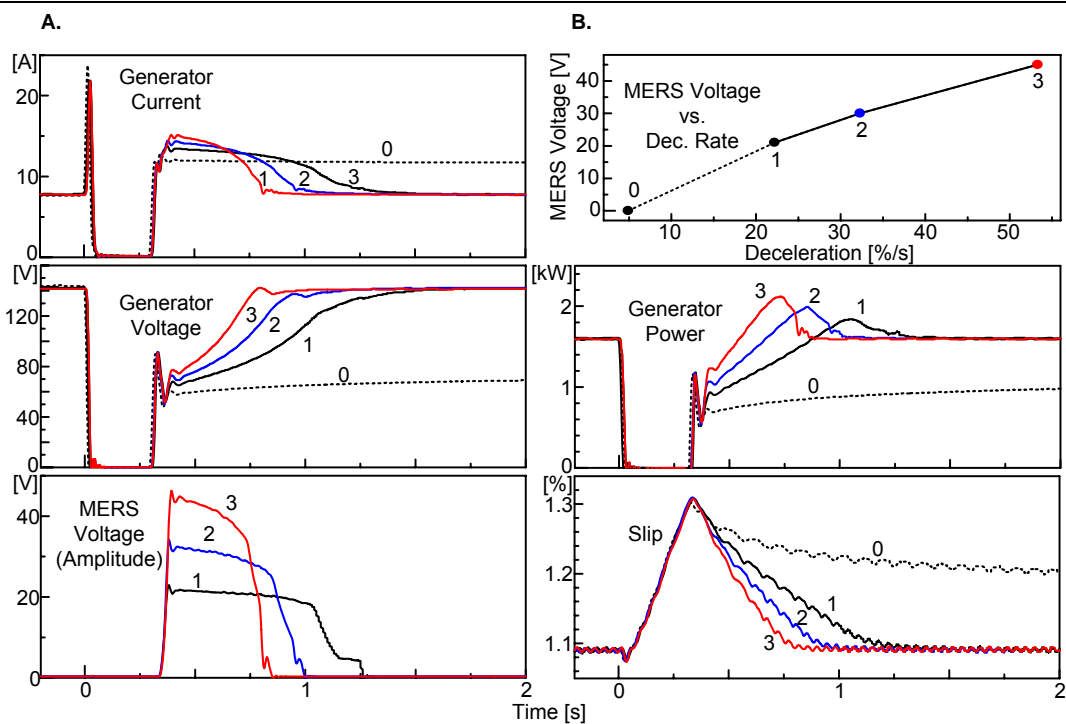 A.
[A]
20
10
0
Generator
Current
0
1
2
3
[V]
120
80
40
0
Generator
Voltage
3
2
1
0
[V]
40
20
0
MERS
Voltage
(Amplitude)
3
2
1
0
1
2
B.
MERS Voltage [V]
40
30
20
10
0
MERS Voltage
vs.
Dec. Rate
0
1
2
3
10
20
30
40
50
Deceleration [%/s]
[kW]
2
1
0
Generator
Power
3
2
1
0
[%]
1.3
1.2
1.1
Slip
0
1
2
3
0
1
2
Time [s]